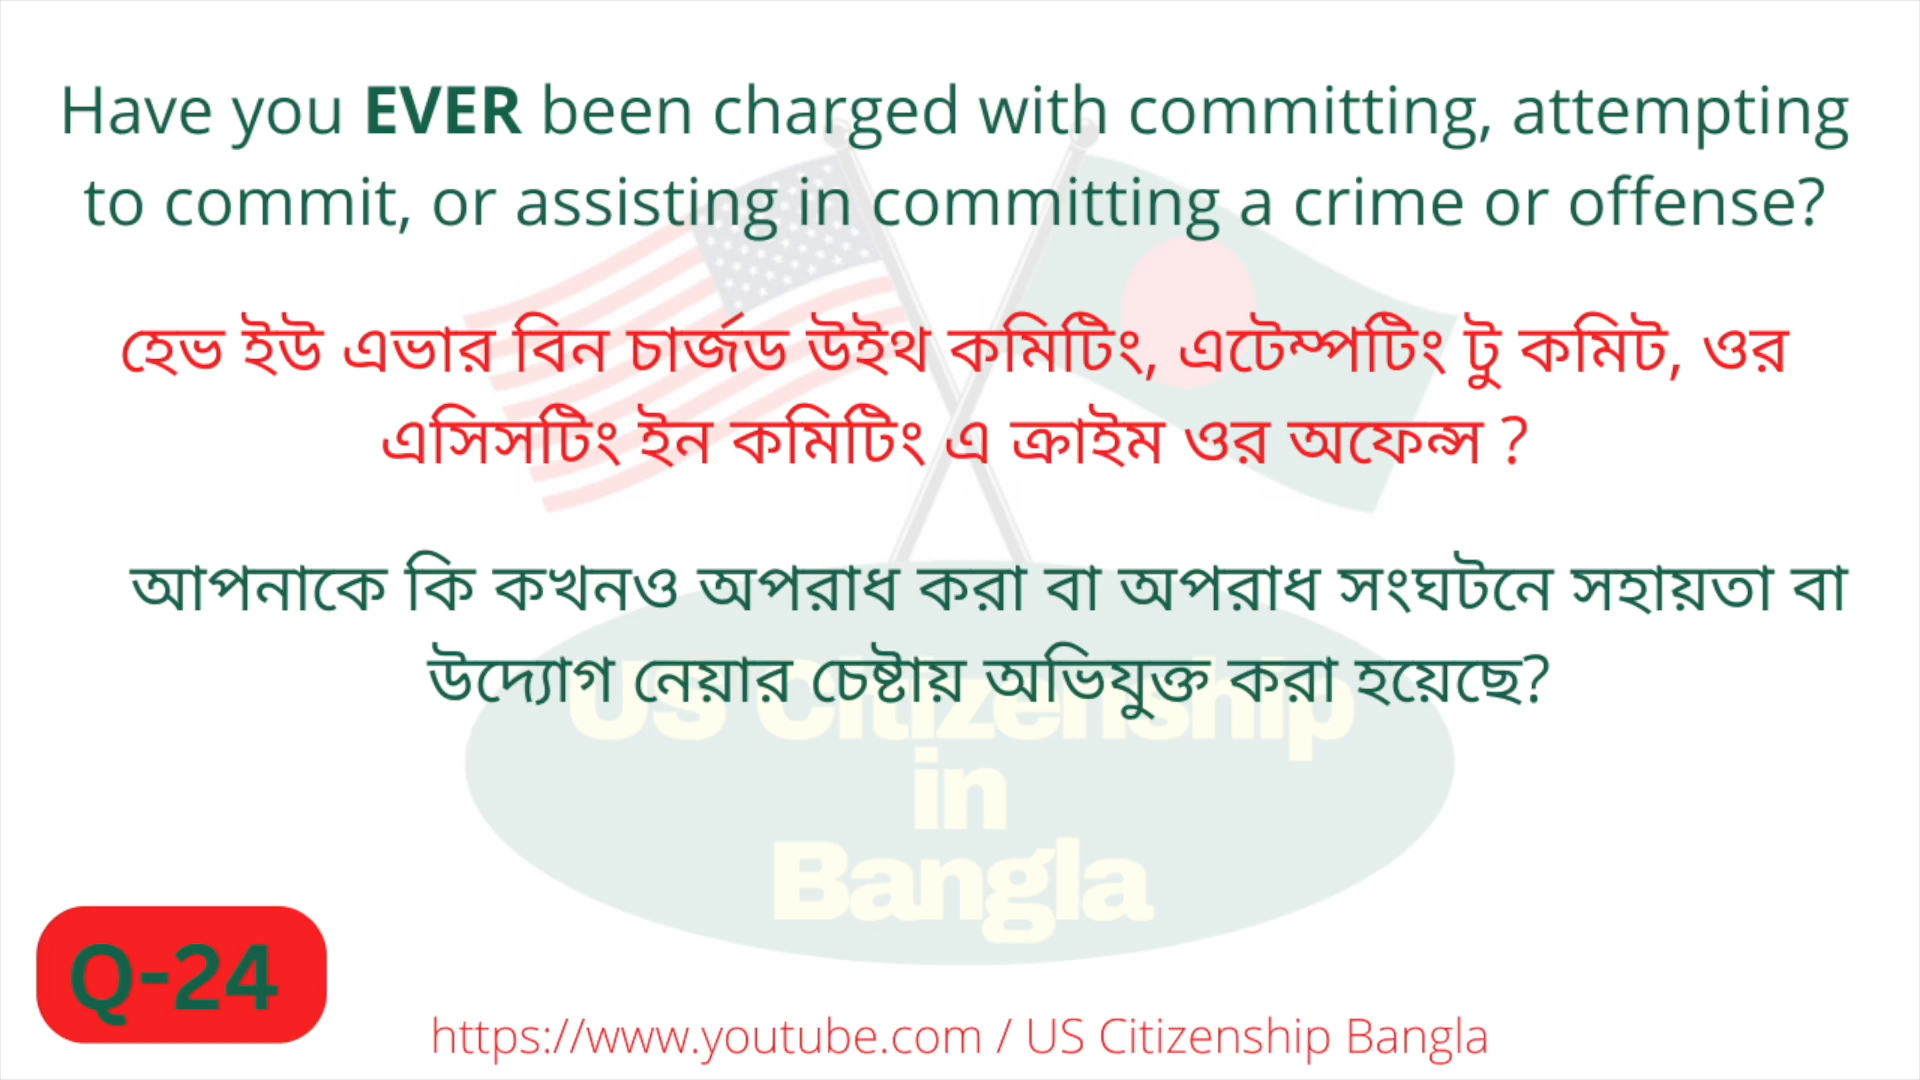 Have you EVER been charged with committing, attempting
to commit, or assisting in committing a crime or offense?
হেভ ইউ এভার বিন চার্জড উইথ কমিটিং, এটেম্পটিং টু কমিট, ওর
এসিসটিং ইন কমিটিং এ ক্রাইম ওর অফেন্স ?
আপনাকে কি কখনও অপরাধ করা বা অপরাধ সংঘটনে সহায়তা বা
উদ্যোগ নেয়ার চেষ্টায় অভিযুক্ত করা হয়েছে?
US Citizenship
in
Bangla
Q-24
https://www.youtube.com / US Citizenship Bangla